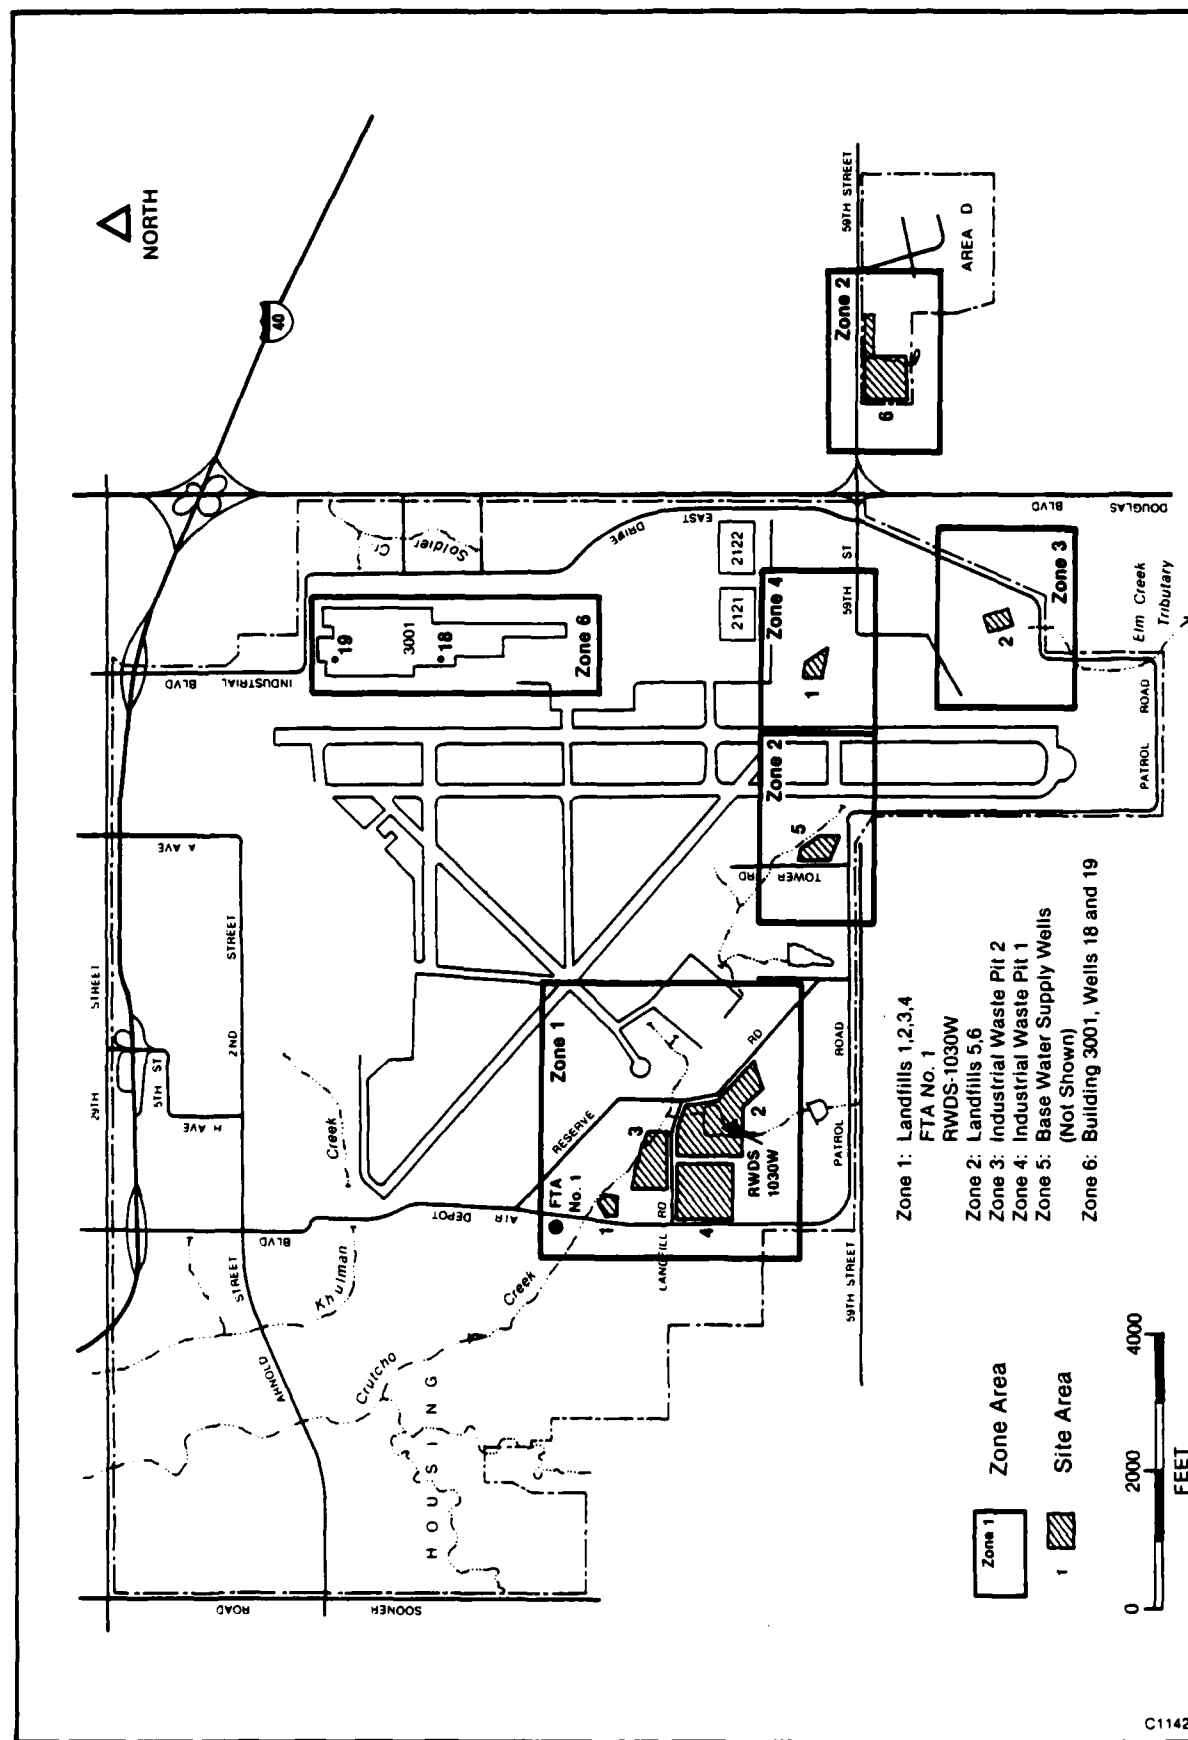 NORTH
40
29TH
STREET
SOONER
ROAD
ARNOLD
STREET
BLVD
H AVE
5TH ST
2ND
STREET
A AVE
INDUSTRIAL
BLVD
Khulman
Creek
Crutcho
Creek
HOUSING
AIR
DEPOT
Soldier
Cr
EAST
DRIVE
DOUGLAS
BLVD
3001
19
18
Zone 6
2121
2122
Zone 1
FTA
No. 1
RESERVE
RD
LANDFILL
RD
1
3
4
2
RWDS
1030W
PATROL
ROAD
59TH STREET
Zone 2
5
TOWER
RD
Zone 4
1
59TH
ST
Zone 3
2
Elm Creek
Tributary
PATROL
ROAD
Zone 2
6
59TH STREET
AREA D
Zone 1: Landfills 1,2,3,4
FTA No. 1
RWDS-1030W
Zone 2: Landfills 5,6
Zone 3: Industrial Waste Pit 2
Zone 4: Industrial Waste Pit 1
Zone 5: Base Water Supply Wells
(Not Shown)
Zone 6: Building 3001, Wells 18 and 19
Zone 1
Zone Area
1
Site Area
0
2000
4000
FEET
C1142